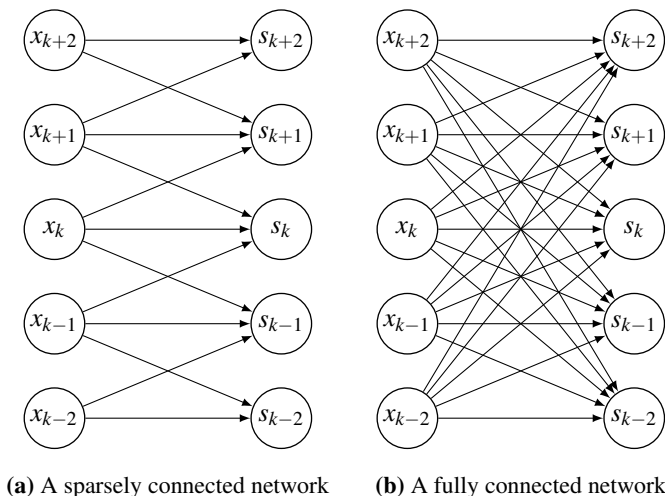 x_{k+2} s_{k+2} x_{k+2} s_{k+2}
x_{k+1} s_{k+1} x_{k+1} s_{k+1}
x_k s_k x_k s_k
x_{k−1} s_{k−1} x_{k−1} s_{k−1}
x_{k−2} s_{k−2} x_{k−2} s_{k−2}
(a) A sparsely connected network (b) A fully connected network